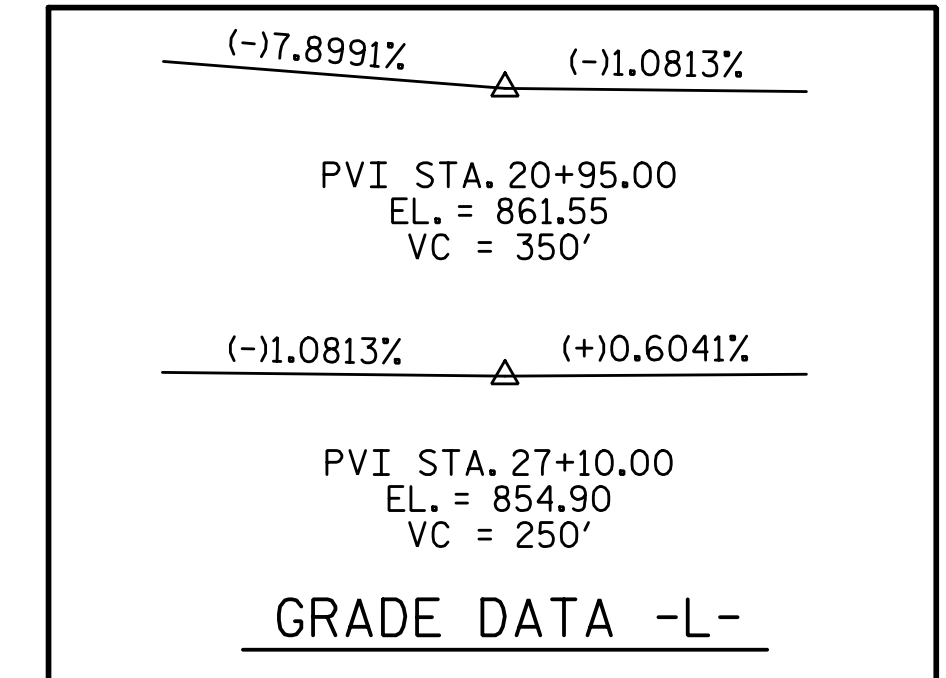 (-)7.8991% (-)1.0813%
PVI STA. 20+95.00
EL. = 861.55
VC = 350'
(-)1.0813% (+)0.6041%
PVI STA. 27+10.00
EL. = 854.90
VC = 250'
GRADE DATA -L-